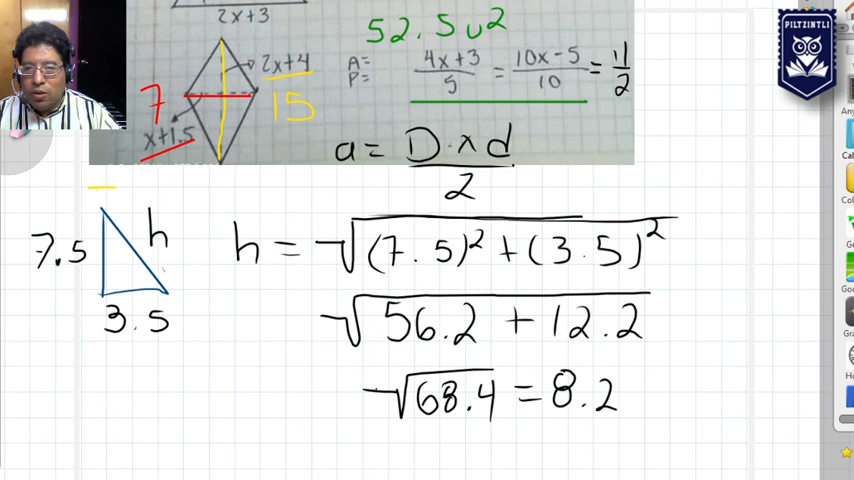 2x+3
PILTZINTLI
52.5u2
2x+4
A=
P=
4x+3/5 = 10x-5/10 = 11/2
7
15
x+1.5
a = D x d / 2
7.5
h
3.5
h = √(7.5)² + (3.5)²
√56.2 + 12.2
√68.4 = 8.2